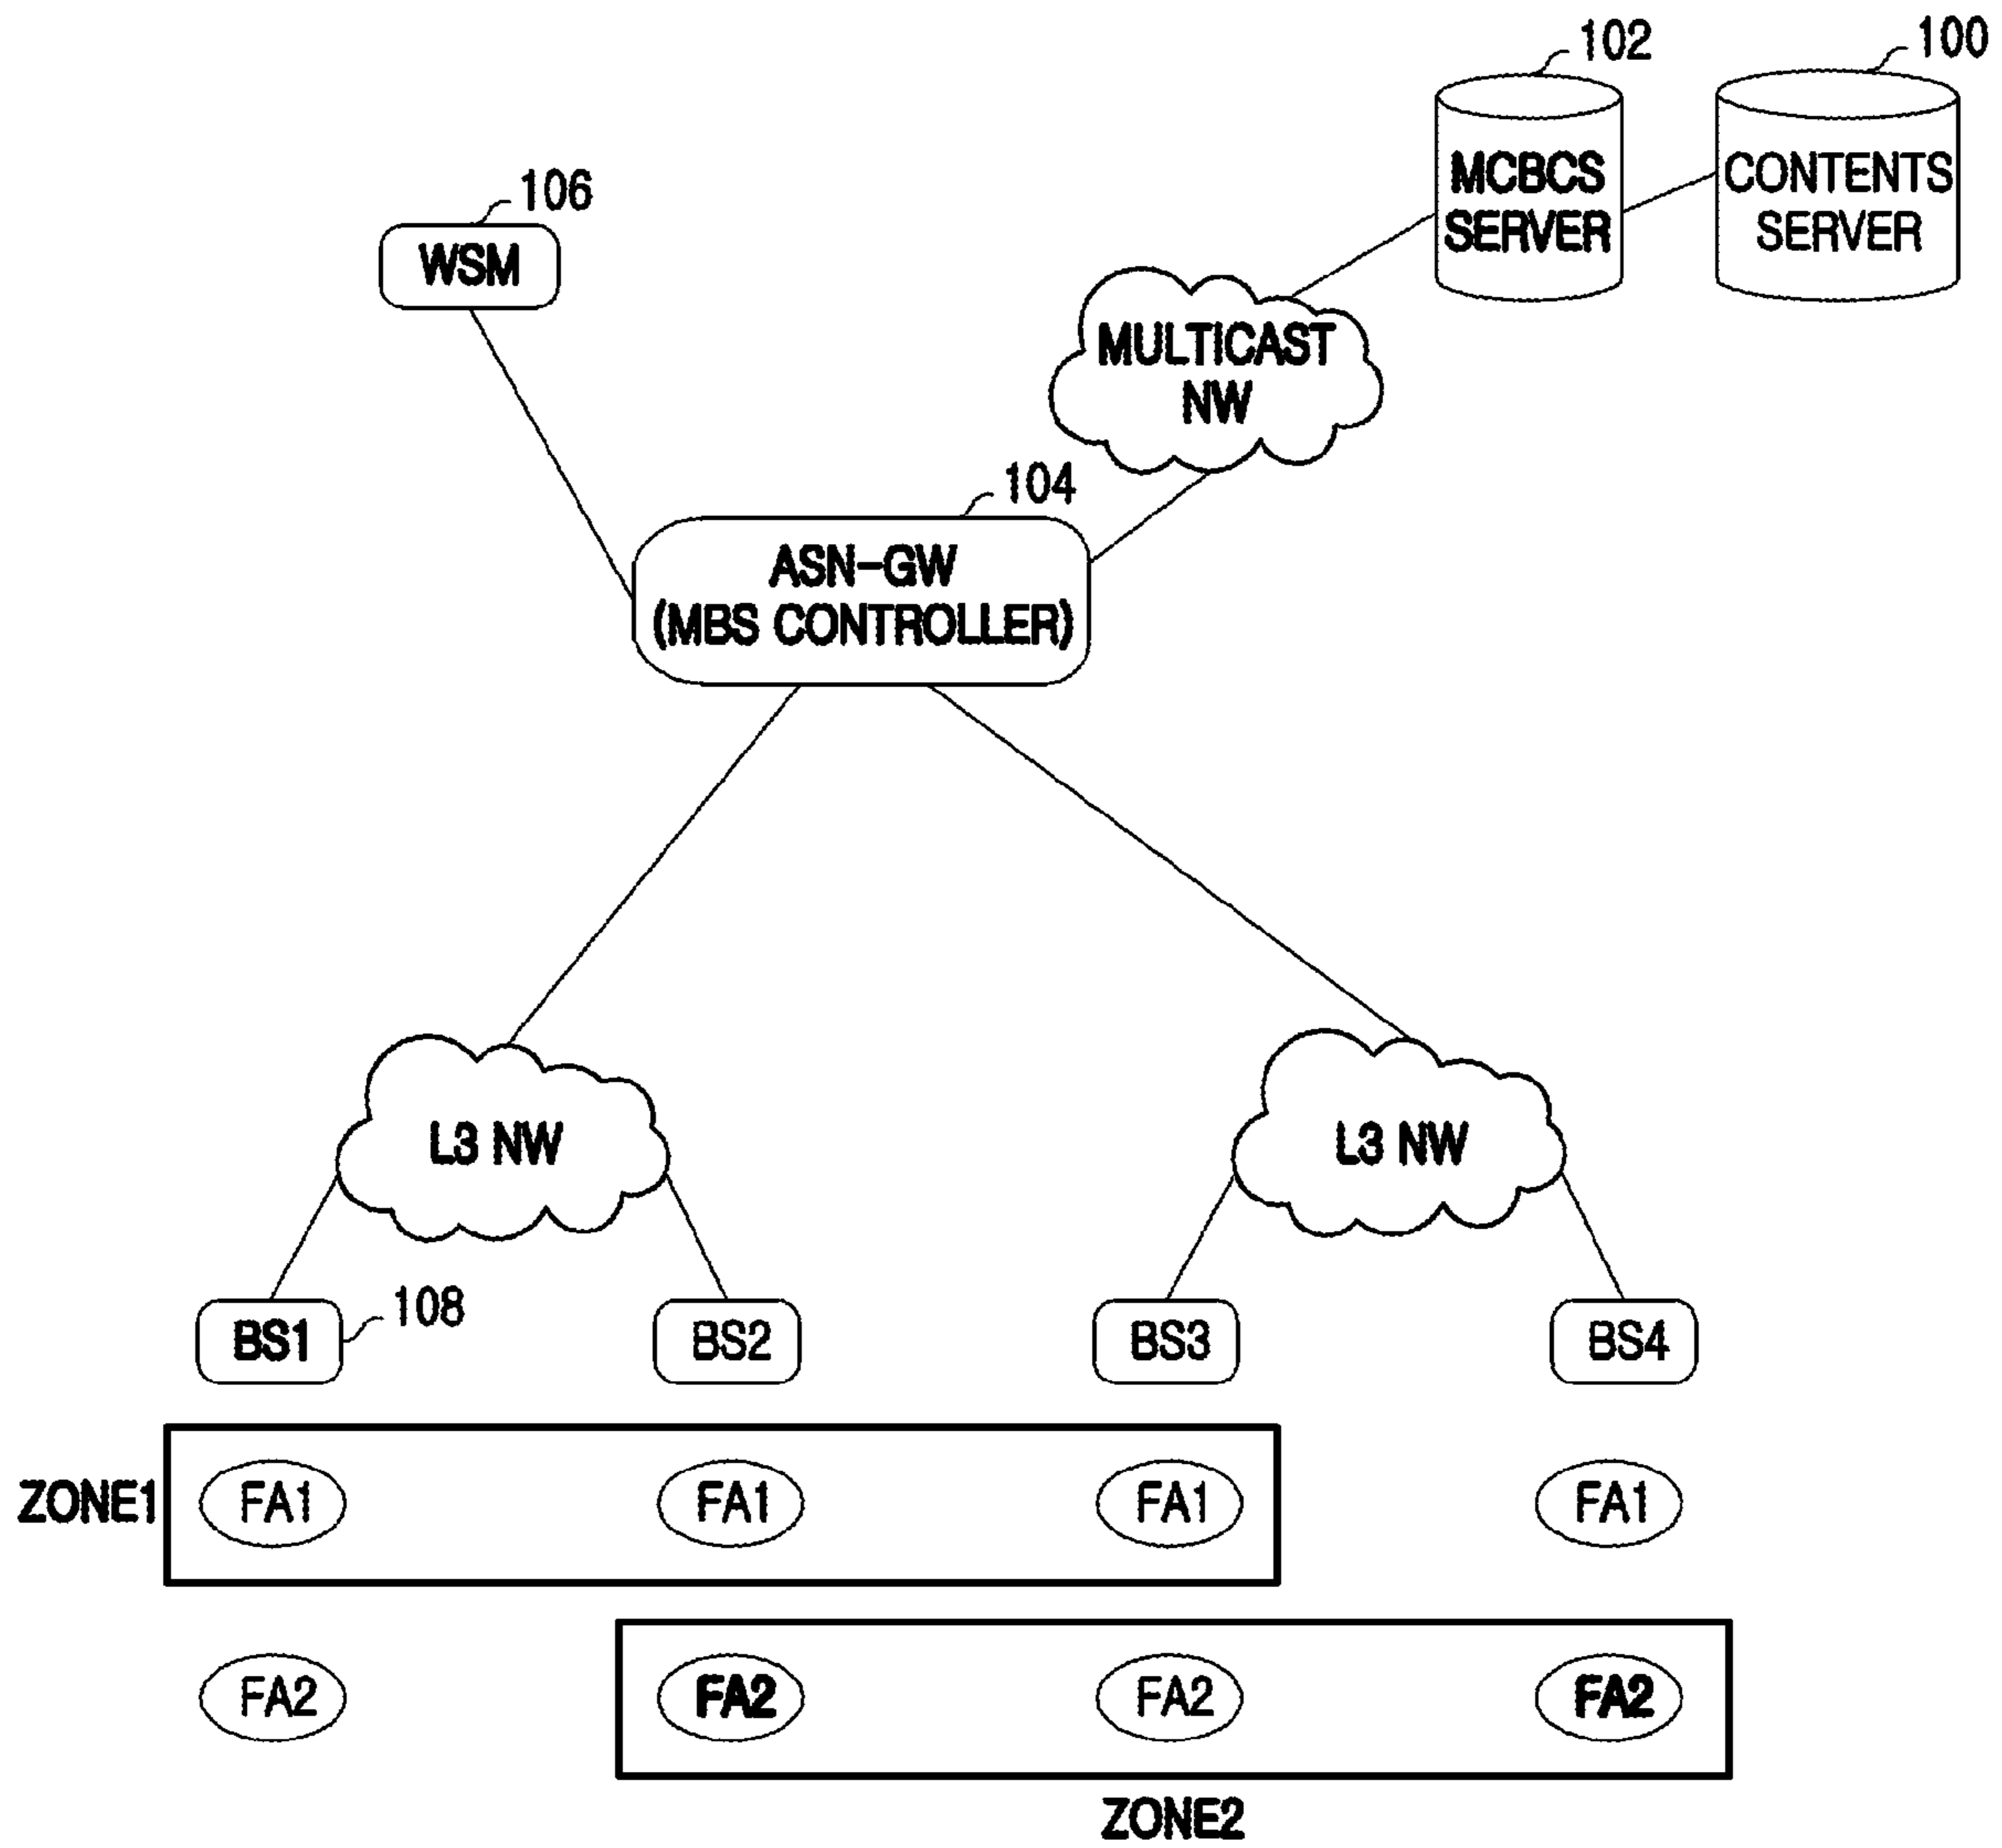 102
100
MCBCS
SERVER
CONTENTS
SERVER
106
WSM
MULTICAST
NW
104
ASN-GW
(MBS CONTROLLER)
L3 NW
L3 NW
BS1
108
BS2
BS3
BS4
ZONE1
FA1
FA1
FA1
FA1
FA2
FA2
FA2
FA2
ZONE2